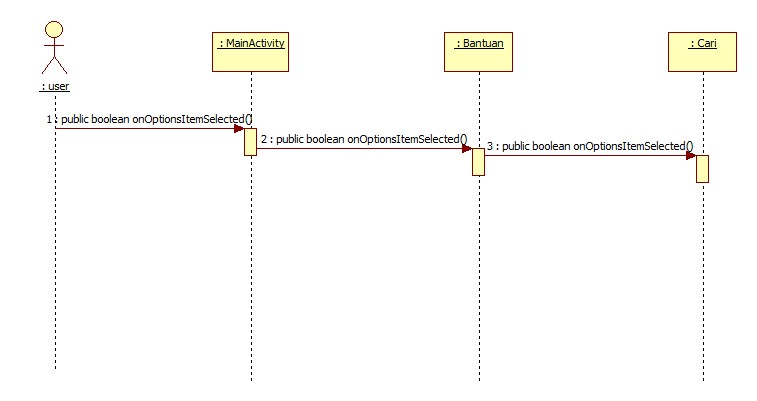 : MainActivity
: Bantuan
: Cari
: user
1 : public boolean onOptionsItemSelected()
2 : public boolean onOptionsItemSelected()
3 : public boolean onOptionsItemSelected()